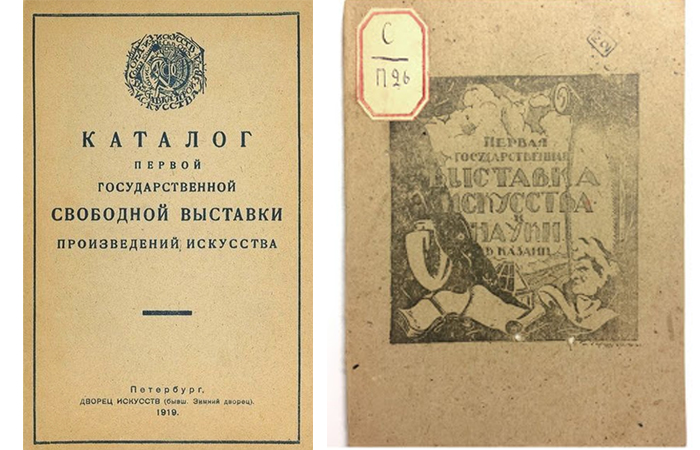 КАТАЛОГ
ПЕРВОЙ
ГОСУДАРСТВЕННОЙ
СВОБОДНОЙ ВЫСТАВКИ
ПРОИЗВЕДЕНИЙ ИСКУССТВА
Петербург.
ДВОРЕЦ ИСКУССТВ (бывш. Зимний дворец).
1919.
С
П26
ПЕРВАЯ
ГОСУДАРСТВЕННАЯ
ВЫСТАВКА
ИСКУССТВА
И
НАУКИ
В КАЗАНИ